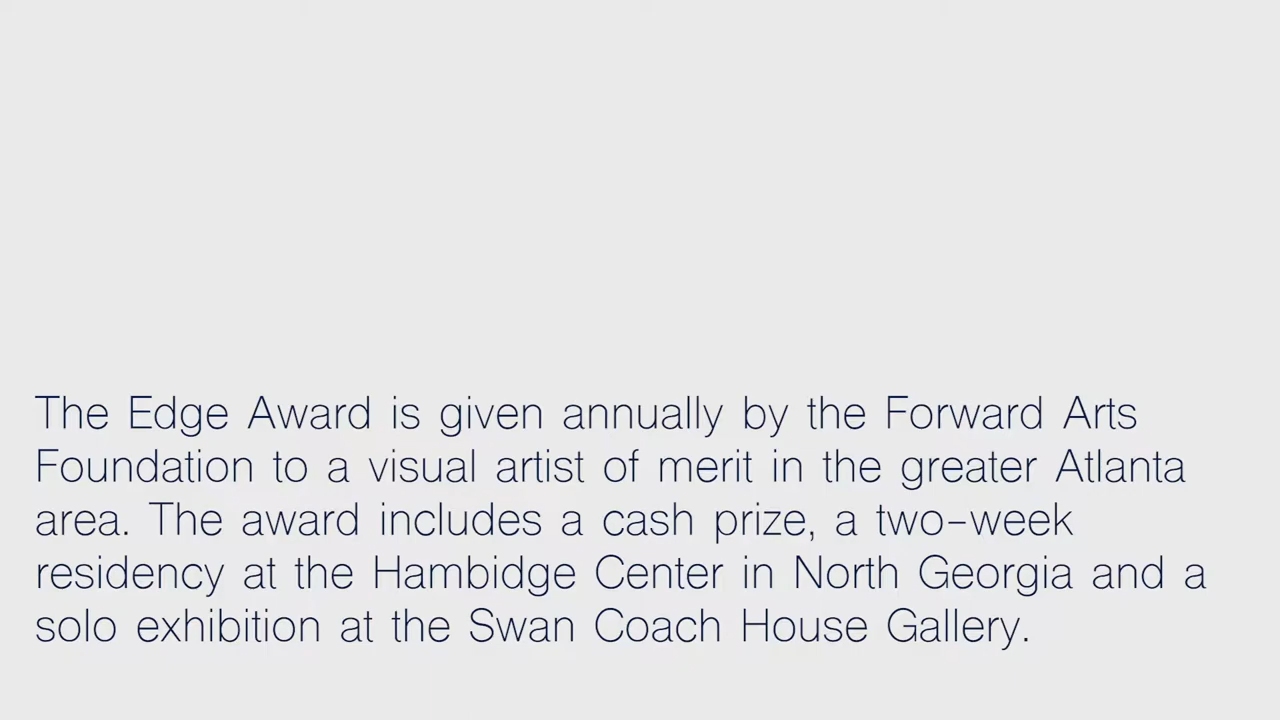 The Edge Award is given annually by the Forward Arts
Foundation to a visual artist of merit in the greater Atlanta
area. The award includes a cash prize, a two-week
residency at the Hambidge Center in North Georgia and a
solo exhibition at the Swan Coach House Gallery.